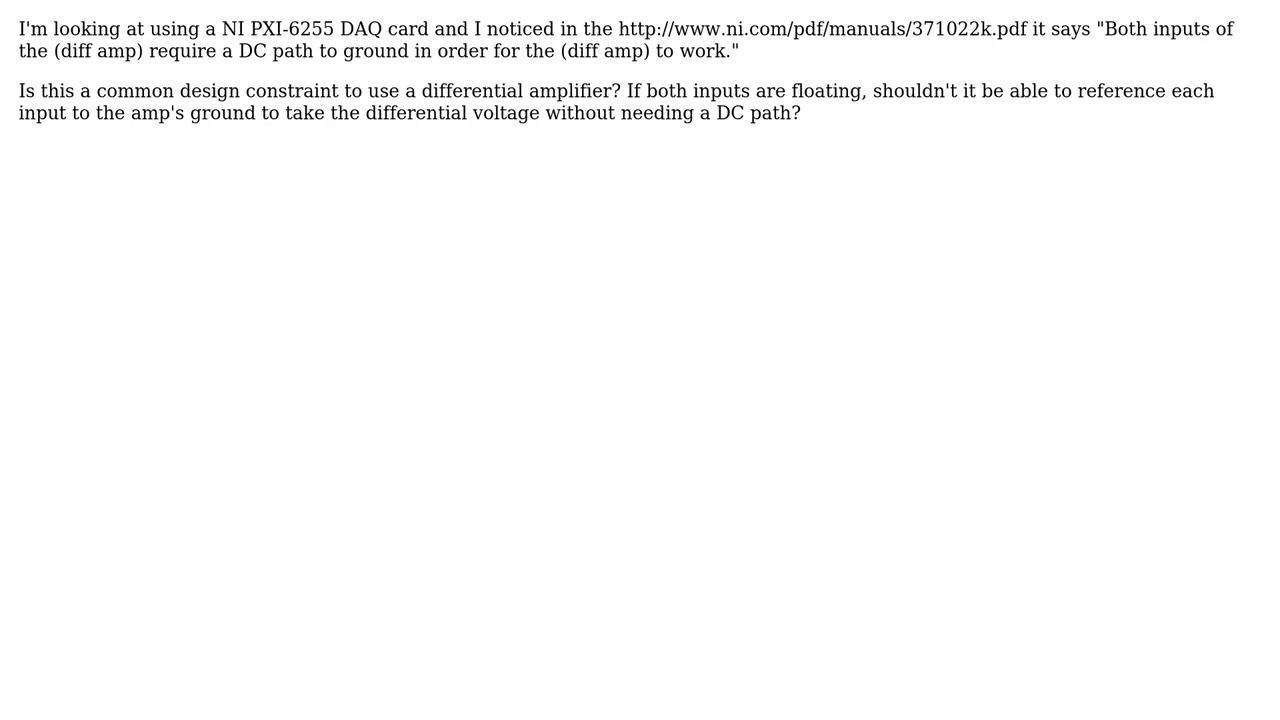 I'm looking at using a NI PXI-6255 DAQ card and I noticed in the http://www.ni.com/pdf/manuals/371022k.pdf it says "Both inputs of
the (diff amp) require a DC path to ground in order for the (diff amp) to work."
Is this a common design constraint to use a differential amplifier? If both inputs are floating, shouldn't it be able to reference each
input to the amp's ground to take the differential voltage without needing a DC path?